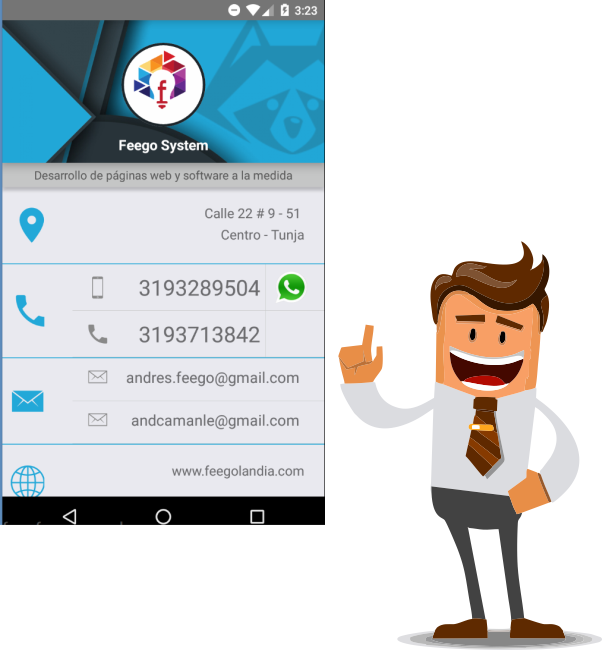 3:23
f
Feego System
Desarrollo de páginas web y software a la medida
Calle 22 # 9 - 51
Centro - Tunja
3193289504
3193713842
andres.feego@gmail.com
andcamanle@gmail.com
www.feegolandia.com